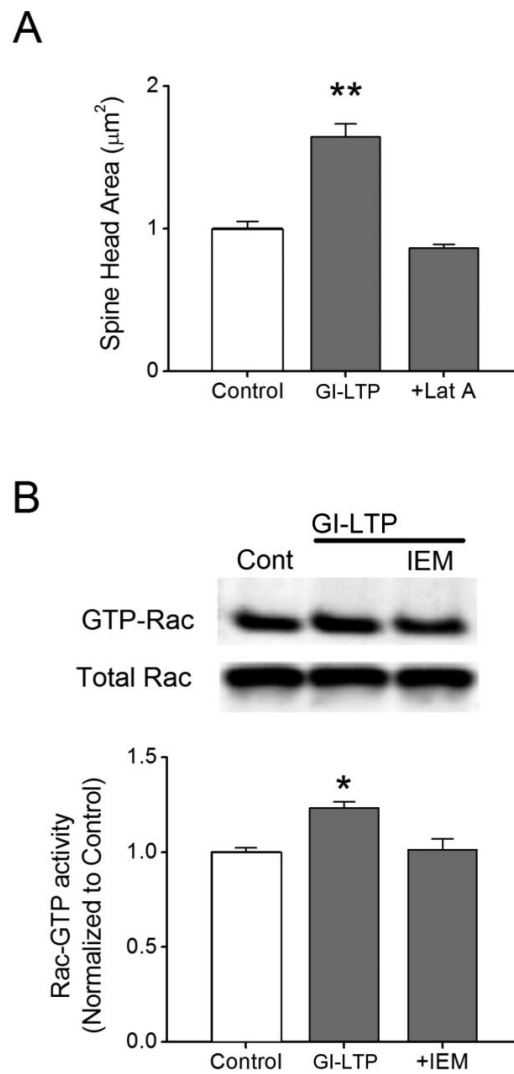 A
Spine Head Area (μm²)
2
**
1
0
Control GI-LTP +Lat A
B
GI-LTP
Cont IEM
GTP-Rac
Total Rac
Rac-GTP activity
(Normalized to Control)
1.5
*
1.0
0.5
0.0
Control GI-LTP +IEM